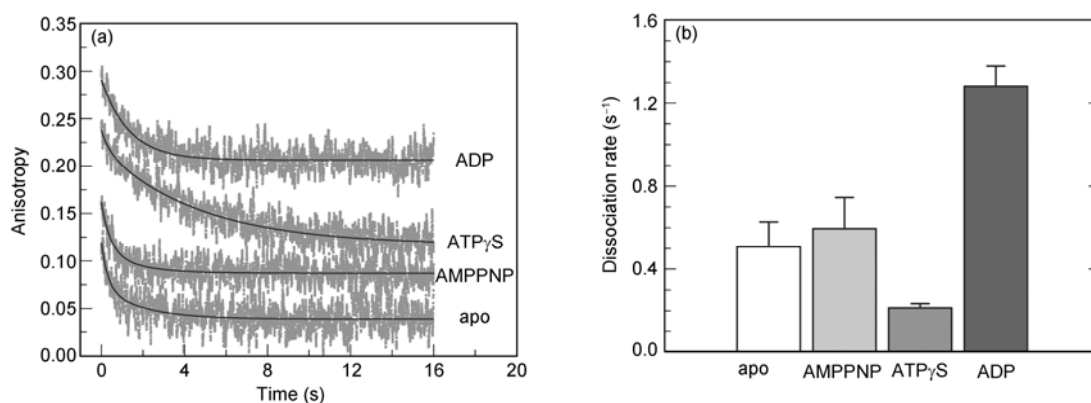 (a)
Anisotropy
0.35
0.30
0.25
0.20
0.15
0.10
0.05
0.00
ADP
ATPγS
AMPPNP
apo
0 4 8 12 16 20
Time (s)
(b)
Dissociation rate (s⁻¹)
1.6
1.2
0.8
0.4
0.0
apo AMPPNP ATPγS ADP